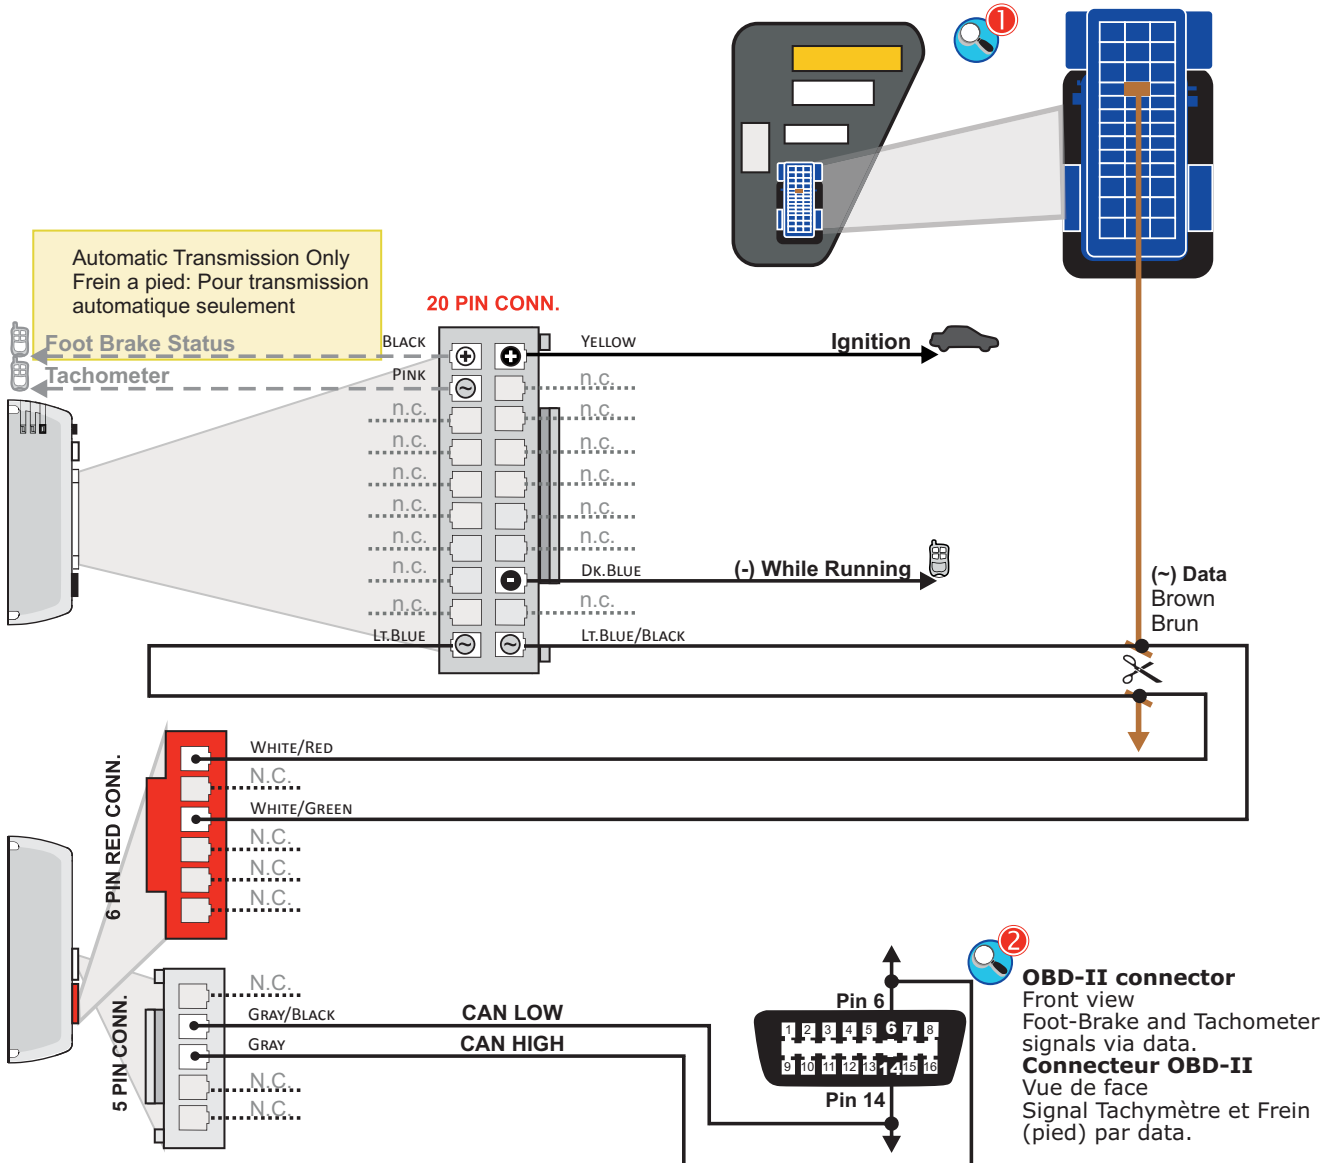 1
Automatic Transmission Only
Frein a pied: Pour transmission
automatique seulement
20 PIN CONN.
Foot Brake Status
BLACK
YELLOW
Ignition
Tachometer
PINK
n.c.
n.c.
n.c.
n.c.
n.c.
n.c.
n.c.
n.c.
n.c.
n.c.
n.c.
n.c.
DK.BLUE
(-) While Running
n.c.
n.c.
(~) Data
Brown
Brun
LT.BLUE
LT.BLUE/BLACK
6 PIN RED CONN.
WHITE/RED
N.C.
WHITE/GREEN
N.C.
N.C.
N.C.
5 PIN CONN.
N.C.
GRAY/BLACK
CAN LOW
GRAY
CAN HIGH
N.C.
N.C.
2
Pin 6
1 2 3 4 5 6 7 8
9 10 11 12 13 14 15 16
Pin 14
OBD-II connector
Front view
Foot-Brake and Tachometer
signals via data.
Connecteur OBD-II
Vue de face
Signal Tachymètre et Frein
(pied) par data.